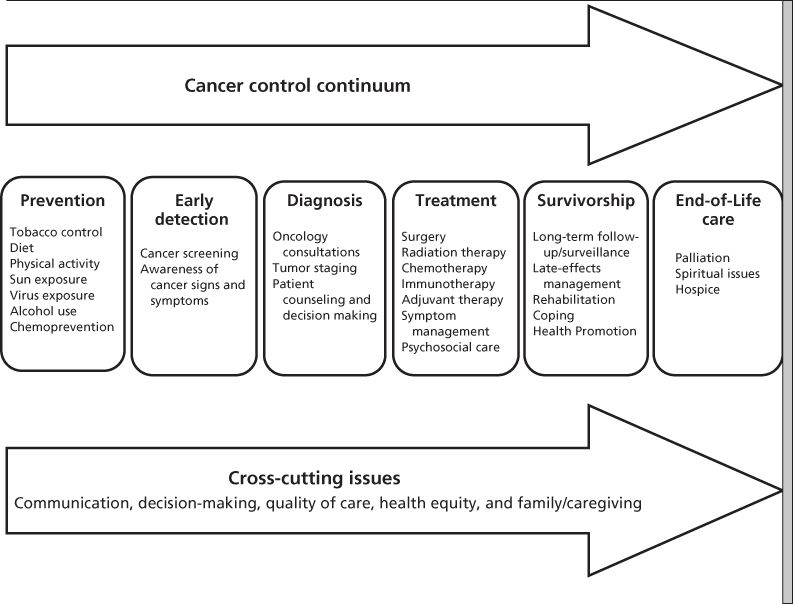 Cancer control continuum
Prevention
Tobacco control
Diet
Physical activity
Sun exposure
Virus exposure
Alcohol use
Chemoprevention
Early
detection
Cancer screening
Awareness of
cancer signs and
symptoms
Diagnosis
Oncology
consultations
Tumor staging
Patient
counseling and
decision making
Treatment
Surgery
Radiation therapy
Chemotherapy
Immunotherapy
Adjuvant therapy
Symptom
management
Psychosocial care
Survivorship
Long-term follow-
up/surveillance
Late-effects
management
Rehabilitation
Coping
Health Promotion
End-of-Life
care
Palliation
Spiritual issues
Hospice
Cross-cutting issues
Communication, decision-making, quality of care, health equity, and family/caregiving